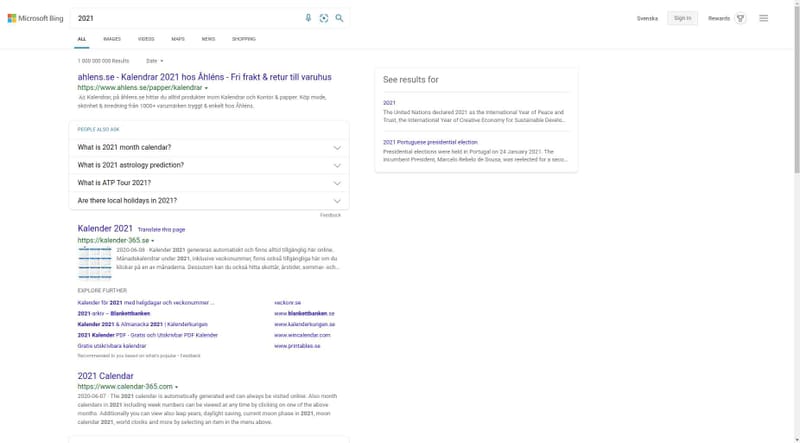 Microsoft Bing
2021
Svenska
Sign in
Rewards
ALL IMAGES VIDEOS MAPS NEWS SHOPPING
1 000 000 000 Results Date
ahlens.se - Kalendrar 2021 hos Åhléns - Fri frakt & retur till varuhus
https://www.ahlens.se/papper/kalendrar
Ad Kalendrar, på åhlens.se hittar du alltid produkter inom Kalendrar och Kontor & papper. Köp mode,
skönhet & inredning från 1000+ varumärken tryggt & enkelt hos Åhléns.
PEOPLE ALSO ASK
What is 2021 month calendar?
What is 2021 astrology prediction?
What is ATP Tour 2021?
Are there local holidays in 2021?
Feedback
Kalender 2021 Translate this page
https://kalender-365.se
2020-06-08 · Kalender 2021 genereras automatiskt och finns alltid tillgänglig här online.
Månadskalendrar under 2021, inklusive veckonummer, finns också tillgängliga här om du
klickar på en av månaderna. Dessutom kan du också hitta skottår, årstider, sommar- och...
EXPLORE FURTHER
Kalender för 2021 med helgdagar och veckonummer ... veckonr.se
2021-arkiv – Blankettbanken www.blankettbanken.se
Kalender 2021 & Almanacka 2021 | Kalenderkungen www.kalenderkungen.se
2021 Kalender PDF - Gratis och Utskrivbar PDF Kalender www.wincalendar.com
Gratis utskrivbara kalendrar www.printables.se
Recommended to you based on what's popular • Feedback
2021 Calendar
https://www.calendar-365.com
2020-06-07 · The 2021 calendar is automatically generated and can always be visited online. Also month
calendars in 2021 including week numbers can be viewed at any time by clicking on one of the above
months. Additionally you can view also leap years, daylight saving, current moon phase in 2021, moon
calendar 2021, world clocks and more by selecting an item in the menu above.
See results for
2021
The United Nations declared 2021 as the International Year of Peace and
Trust, the International Year of Creative Economy for Sustainable Develo...
2021 Portuguese presidential election
Presidential elections were held in Portugal on 24 January 2021. The
incumbent President, Marcelo Rebelo de Sousa, was reelected for a seco...